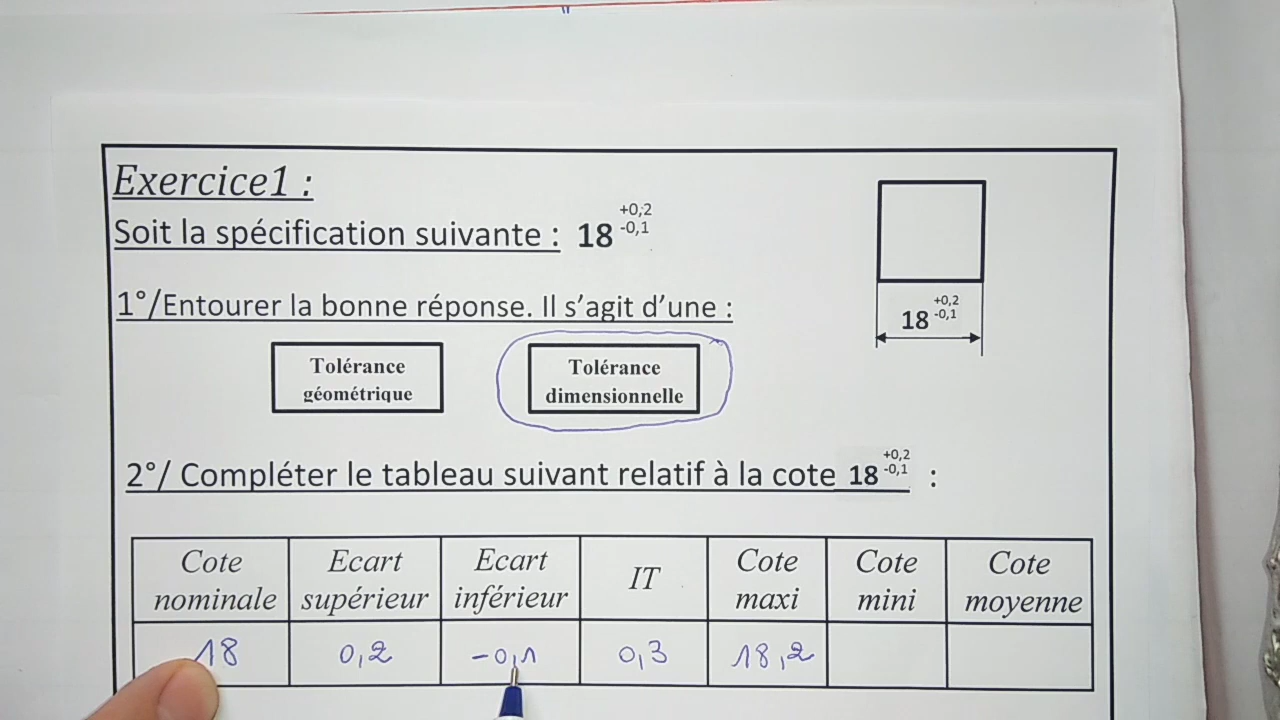 Exercice1 :
Soit la spécification suivante : 18 +0,2 -0,1
1°/Entourer la bonne réponse. Il s’agit d’une :
Tolérance géométrique
Tolérance dimensionnelle
18 +0,2 -0,1
2°/ Compléter le tableau suivant relatif à la cote 18 +0,2 -0,1 :
Cote nominale Ecart supérieur Ecart inférieur IT Cote maxi Cote mini Cote moyenne
18 0,2 -0,1 0,3 18,2